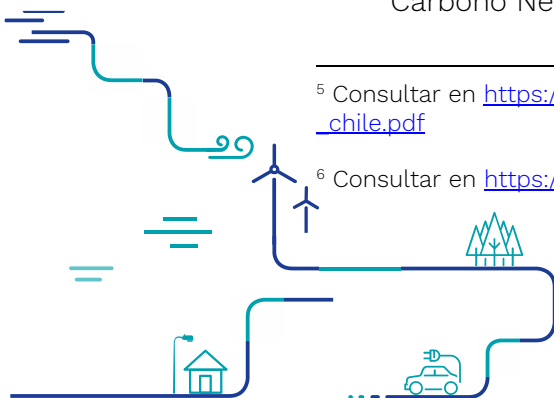 Carbono Ne
⁵ Consultar en https:/
_chile.pdf
⁶ Consultar en https:/